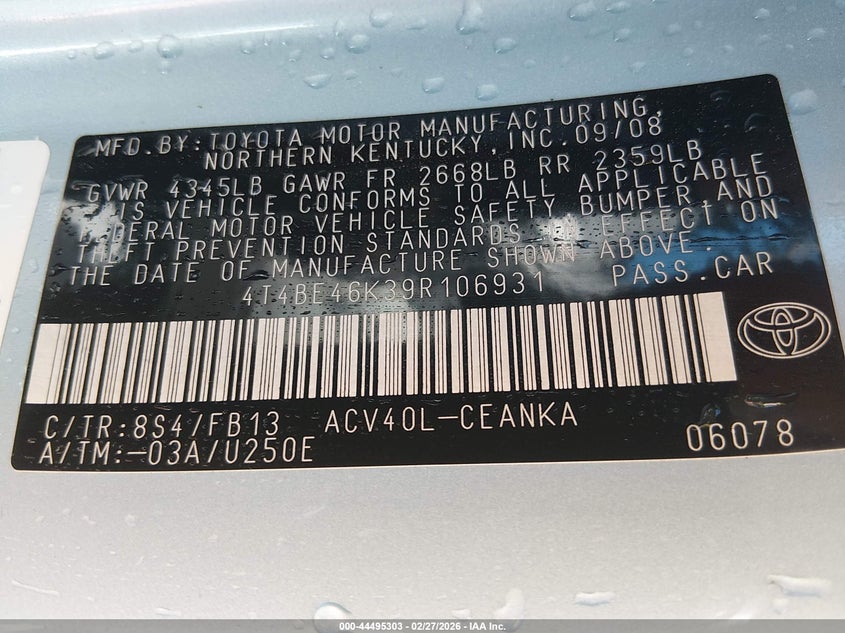 MFD.BY:TOYOTA MOTOR MANUFACTURING,
NORTHERN KENTUCKY,INC.09/08
GVWR 4345LB GAWR FR 2668LB RR 2359LB
THIS VEHICLE CONFORMS TO ALL APPLICABLE
FEDERAL MOTOR VEHICLE SAFETY BUMPER,AND
THEFT PREVENTION STANDARDS IN EFFECT ON
THE DATE OF MANUFACTURE SHOWN ABOVE.
4T4BE46K39R106931 PASS.CAR
C/TR:8S4/FB13 ACV40L-CEANKA
A/TM:-03A/U250E 06078
000-44495303 - 02/27/2026 - IAA Inc.